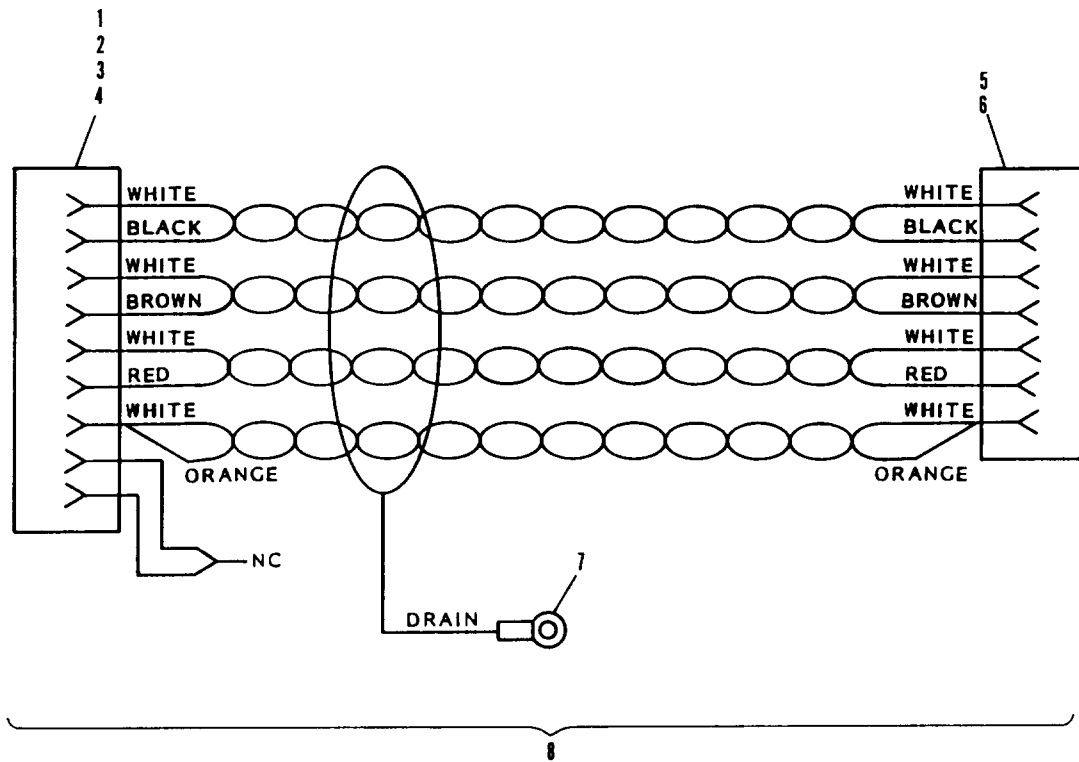 1
2
3
4
5
6
WHITE
WHITE
BLACK
BLACK
WHITE
WHITE
BROWN
BROWN
WHITE
WHITE
RED
RED
WHITE
WHITE
ORANGE
ORANGE
NC
7
DRAIN
8